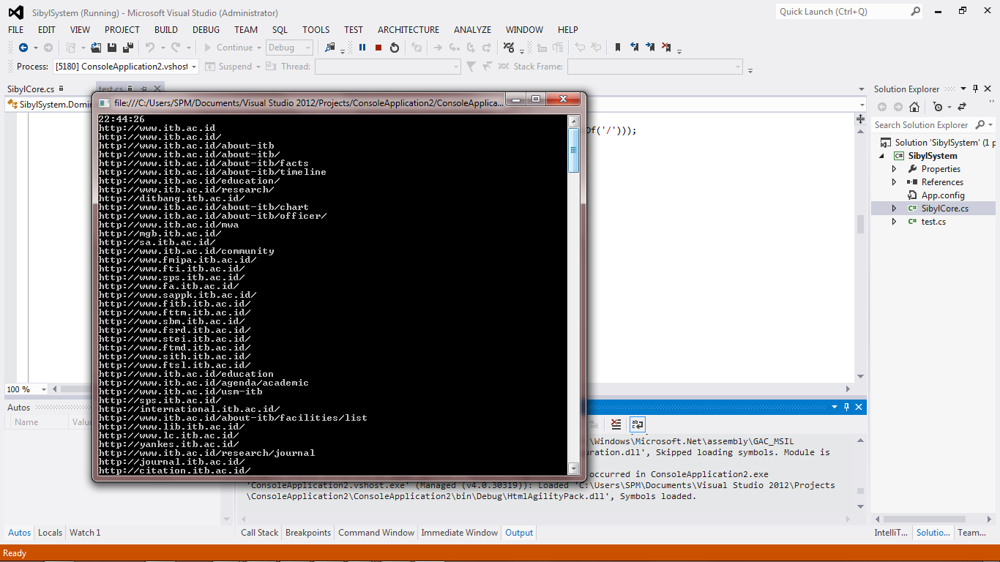 SibylSystem (Running) - Microsoft Visual Studio (Administrator)
Quick Launch (Ctrl+Q)
FILE EDIT VIEW PROJECT BUILD DEBUG TEAM SQL TOOLS TEST ARCHITECTURE ANALYZE WINDOW HELP
Continue Debug
Process: [5180] ConsoleApplication2.vshost Suspend Thread: Stack Frame:
SibylCore.cs test.cs
SibylSystem.Domi
file:///C:/Users/SPM/Documents/Visual Studio 2012/Projects/ConsoleApplication2/ConsoleApplica...
22:44:26
http://www.itb.ac.id
http://www.itb.ac.id/
http://www.itb.ac.id/about-itb
http://www.itb.ac.id/about-itb/
http://www.itb.ac.id/about-itb/facts
http://www.itb.ac.id/about-itb/timeline
http://www.itb.ac.id/education/
http://www.itb.ac.id/research/
http://ditbang.itb.ac.id/
http://www.itb.ac.id/about-itb/chart
http://www.itb.ac.id/about-itb/officer/
http://www.itb.ac.id/mwa
http://mgb.itb.ac.id/
http://sa.itb.ac.id/
http://www.itb.ac.id/community
http://www.fmipa.itb.ac.id/
http://www.fti.itb.ac.id/
http://www.sps.itb.ac.id/
http://www.fa.itb.ac.id/
http://www.sappk.itb.ac.id/
http://www.fitb.itb.ac.id/
http://www.fttm.itb.ac.id/
http://www.sbm.itb.ac.id/
http://www.fsrd.itb.ac.id/
http://www.stei.itb.ac.id/
http://www.ftmd.itb.ac.id/
http://www.sith.itb.ac.id/
http://www.ftsl.itb.ac.id/
http://www.itb.ac.id/education
http://www.itb.ac.id/agenda/academic
http://www.itb.ac.id/usm-itb
http://sps.itb.ac.id/
http://international.itb.ac.id/
http://www.itb.ac.id/about-itb/facilities/list
http://www.lib.itb.ac.id/
http://www.lc.itb.ac.id/
http://yankes.itb.ac.id/
http://www.itb.ac.id/research/journal
http://journal.itb.ac.id/
http://citation.itb.ac.id/
Of('/')));
Solution Explorer
Search Solution Explorer
Solution 'SibylSystem' (1 p
SibylSystem
Properties
References
App.config
SibylCore.cs
test.cs
100 %
Autos
Name Value
:\Windows\Microsoft.Net\assembly\GAC_MSIL
uration.dll', Skipped loading symbols. Module is
occurred in ConsoleApplication2.exe
'ConsoleApplication2.vshost.exe' (Managed (v4.0.30319)): Loaded 'C:\Users\SPM\Documents\Visual Studio 2012\Projects
\ConsoleApplication2\ConsoleApplication2\bin\Debug\HtmlAgilityPack.dll', Symbols loaded.
Autos Locals Watch 1
Call Stack Breakpoints Command Window Immediate Window Output
IntelliT... Solutio... Team...
Ready